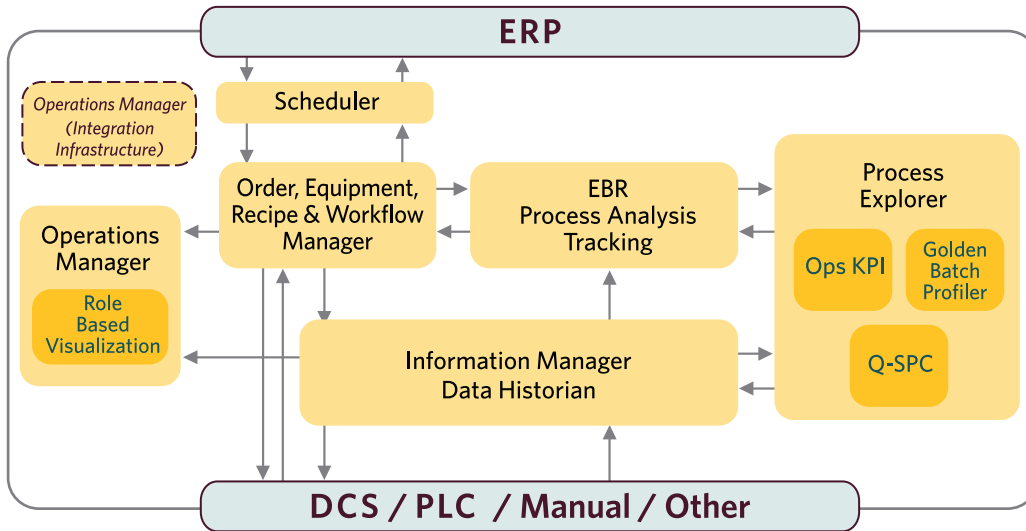 ERP
Scheduler
Operations Manager
(Integration
Infrastructure)
Order, Equipment,
Recipe & Workflow
Manager
EBR
Process Analysis
Tracking
Process
Explorer
Ops KPI
Golden
Batch
Profiler
Q-SPC
Operations
Manager
Role
Based
Visualization
Information Manager
Data Historian
DCS / PLC / Manual / Other